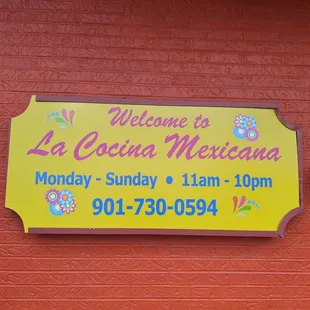 Welcome to
La Cocina Mexicana
Monday - Sunday • 11am - 10pm
901-730-0594